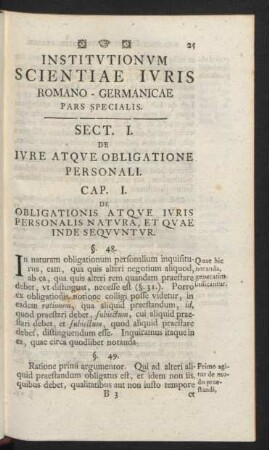 25
INSTITVTIONVM
SCIENTIAE IVRIS
ROMANO - GERMANICAE
PARS SPECIALIS.
SECT. I.
DE
IVRE ATQVE OBLIGATIONE
PERSONALI.
CAP. I.
DE
OBLIGATIONIS ATQVE IVRIS
PERSONALIS NATVRA, ET QVAE
INDE SEQVVNTVR.
§. 48.
In naturam obligationum personalium inquisitu-
rus, eam, qua quis alteri negotium aliquod,
ab ea, qua quis alteri rem quandam praestare
debet, vt distinguat, necesse est (§. 31.). Porro
ex obligationis notione colligi posse videtur, in
eadem rationem, qua aliquid praestandum, id,
quod praestari debet, subiectum, cui aliquid prae-
stari debet, et subiectum, quod aliquid praestare
debet, distinguendum esse. Inquiramus itaque in
ea, quae circa quodlibet notanda.
Quae hic
notanda,
generatim
indicantur.
§. 49.
Ratione primi argumentor. Qui ad alteri ali-
quid praestandum obligatus est, et idem non iis
quibus debet, qualitatibus aut non iusto tempore
Primo agi-
tur de mo-
do prae-
standi,
B 3
et